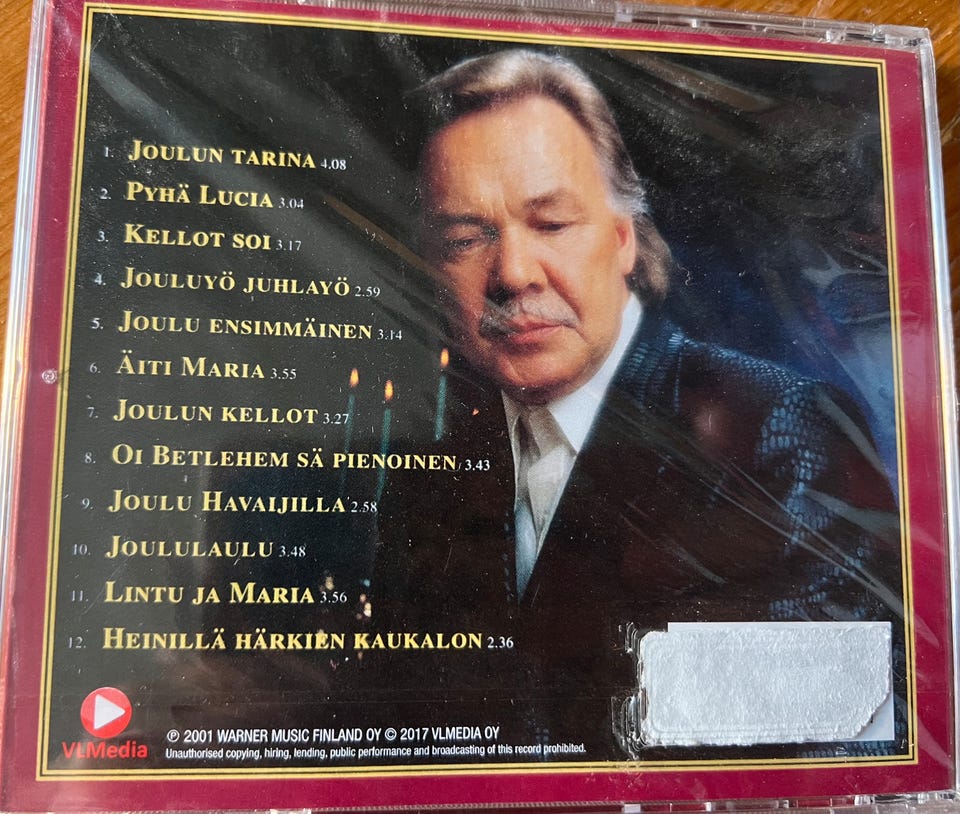 1. JOULUN TARINA 4.08
2. PYHÄ LUCIA 3.04
3. KELLOT SOI 3.17
4. JOULUYÖ JUHLAYÖ 2.59
5. JOULU ENSIMMÄINEN 3.14
6. ÄITI MARIA 3.55
7. JOULUN KELLOT 3.27
8. OI BETLEHEM SÄ PIENOINEN 3.43
9. JOULU HAVAIJILLA 2.58
10. JOULULAULU 3.48
11. LINTU JA MARIA 3.56
12. HEINILLÄ HÄRKIEN KAUKALON 2.36
VLMedia
℗ 2001 WARNER MUSIC FINLAND OY © 2017 VLMEDIA OY
Unauthorised copying, hiring, lending, public performance and broadcasting of this record prohibited.